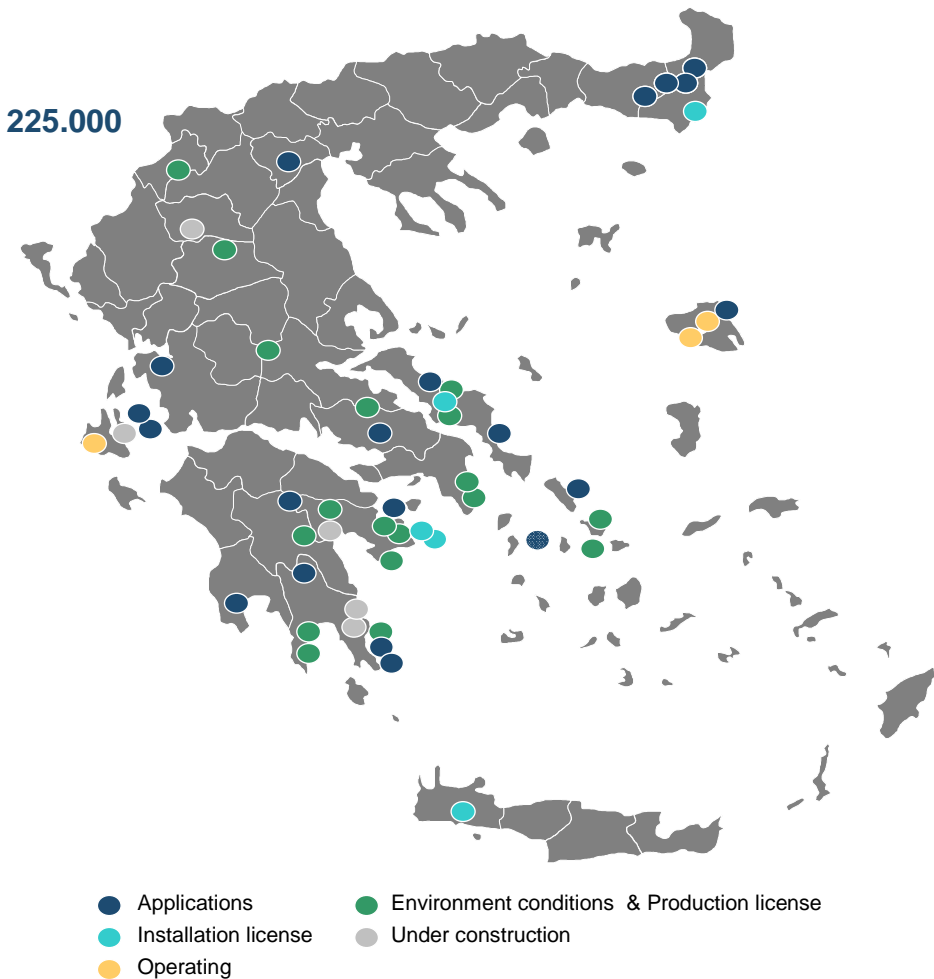 225.000
Applications
Environment conditions & Production license
Installation license
Under construction
Operating